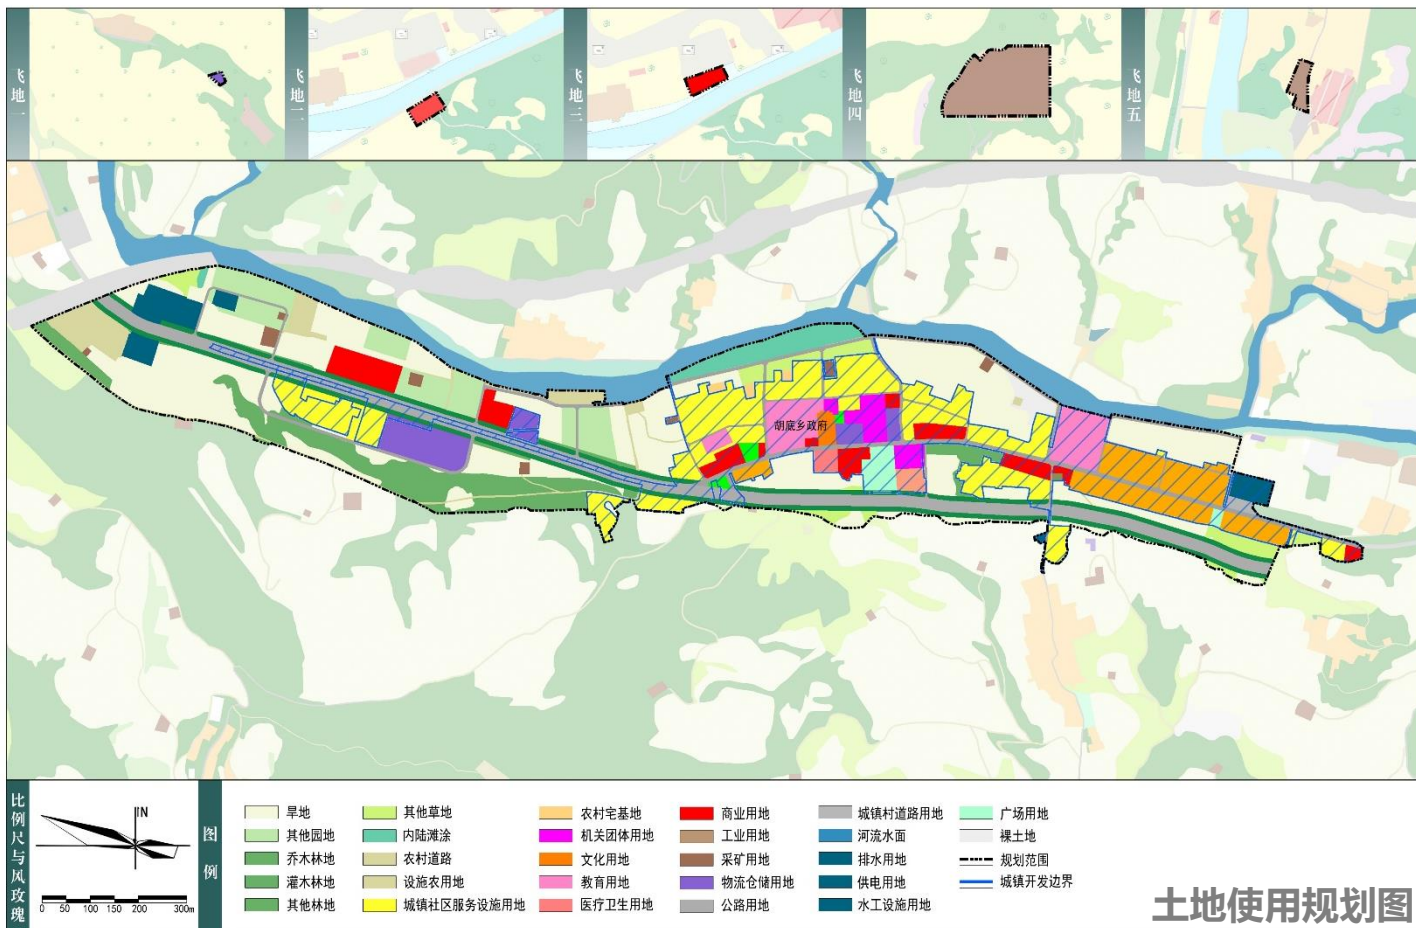 飞地一
飞地二
飞地三
飞地四
飞地五
胡底乡政府
比例尺与风玫瑰
N
0 50 100 150 200 300m
图例
旱地
其他园地
乔木林地
灌木林地
其他林地
其他草地
内陆滩涂
农村道路
设施农用地
城镇社区服务设施用地
农村宅基地
机关团体用地
文化用地
教育用地
医疗卫生用地
商业用地
工业用地
采矿用地
物流仓储用地
公路用地
城镇村道路用地
河流水面
排水用地
供电用地
水工设施用地
广场用地
裸土地
规划范围
城镇开发边界
土地使用规划图